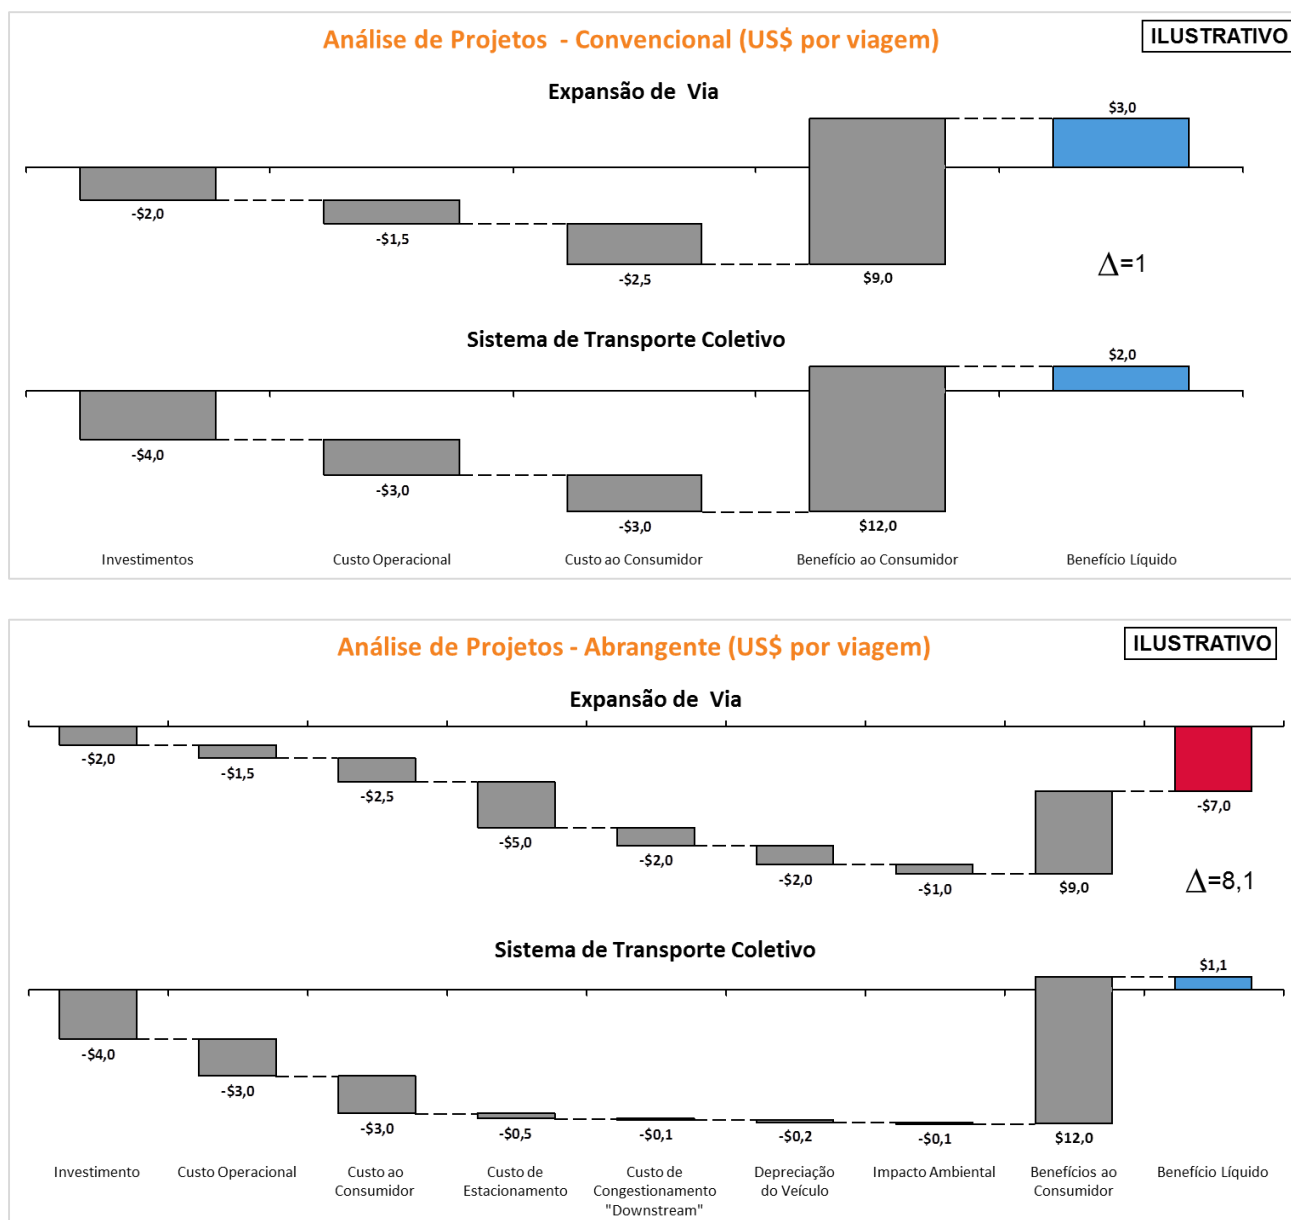 Análise de Projetos - Convencional (US$ por viagem)
ILUSTRATIVO
Expansão de Via
$3,0
-$2,0
-$1,5
-$2,5
$9,0
Δ=1
Sistema de Transporte Coletivo
$2,0
-$4,0
-$3,0
-$3,0
$12,0
Investimentos
Custo Operacional
Custo ao Consumidor
Benefício ao Consumidor
Benefício Líquido
Análise de Projetos - Abrangente (US$ por viagem)
ILUSTRATIVO
Expansão de Via
-$2,0
-$1,5
-$2,5
-$5,0
-$2,0
-$2,0
-$1,0
$9,0
-$7,0
Δ=8,1
Sistema de Transporte Coletivo
$1,1
-$4,0
-$3,0
-$3,0
-$0,5
-$0,1
-$0,2
-$0,1
$12,0
Investimento
Custo Operacional
Custo ao
Consumidor
Custo de
Estacionamento
Custo de
Congestionamento
"Downstream"
Depreciação
do Veículo
Impacto Ambiental
Benefícios ao
Consumidor
Benefício Líquido